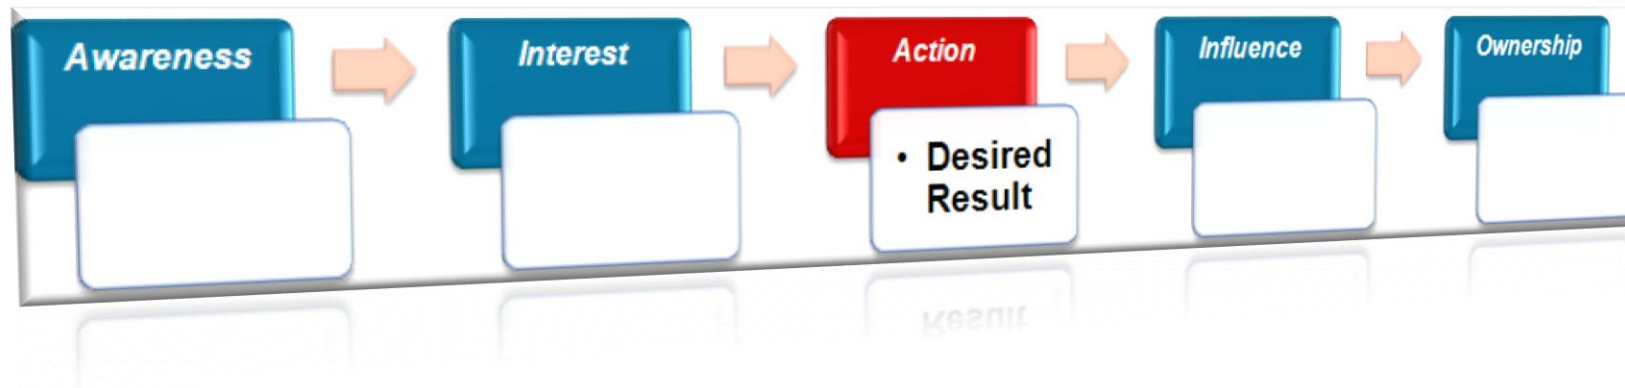 Awareness
Interest
Action
Influence
Ownership
• Desired
Result